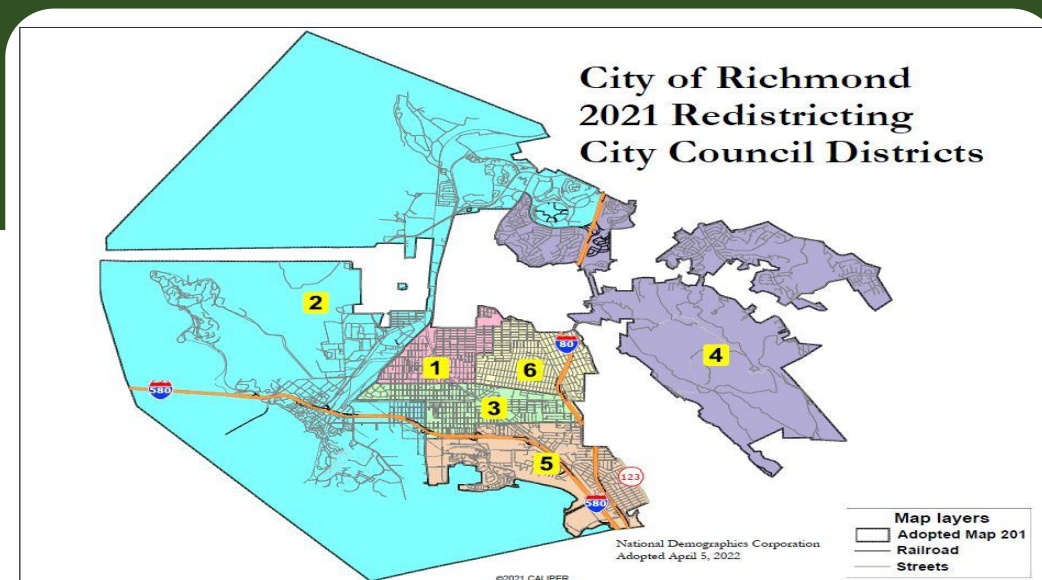 City of Richmond
2021 Redistricting
City Council Districts
2
1
6
80
4
580
3
5
123
580
National Demographics Corporation
Adopted April 5, 2022
Map layers
Adopted Map 201
Railroad
Streets
©2021 CALIPER